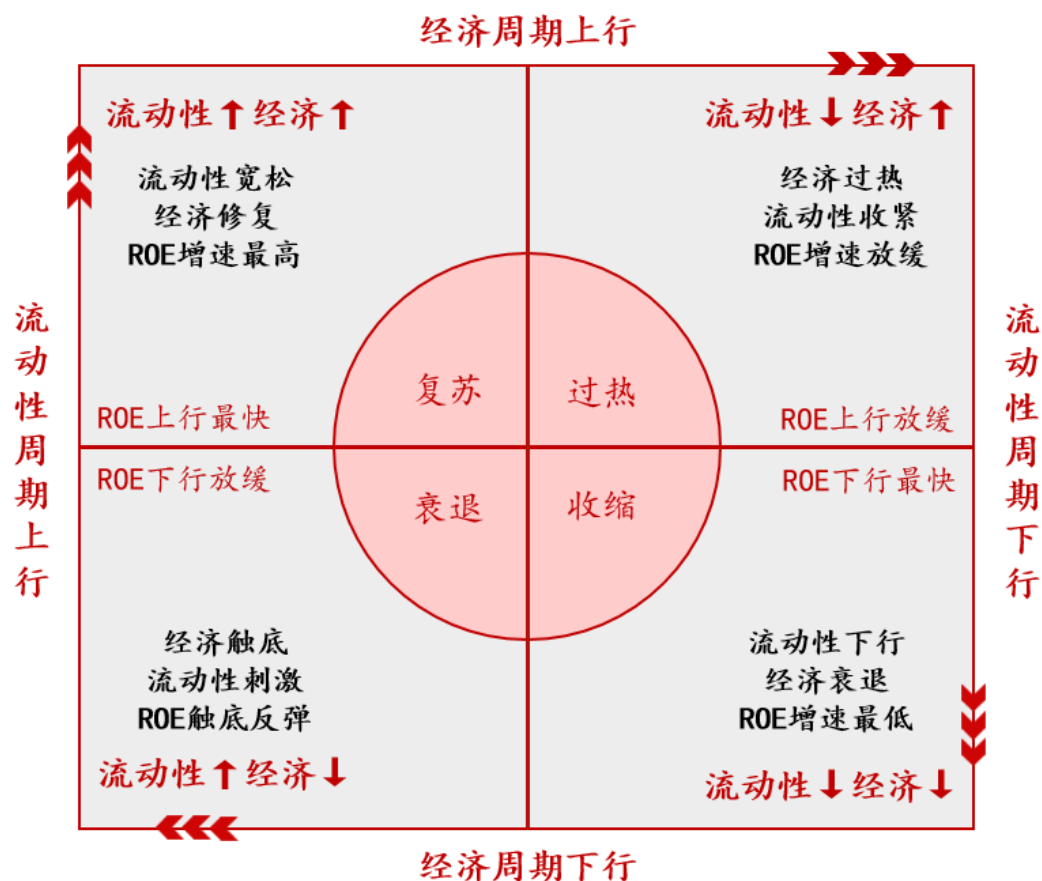 经济周期上行
流动性↑经济↑
流动性宽松
经济修复
ROE增速最高
流动性↓经济↑
经济过热
流动性收紧
ROE增速放缓
流动性周期上行
流动性周期下行
复苏
过热
ROE上行最快
ROE上行放缓
ROE下行放缓
ROE下行最快
衰退
收缩
经济触底
流动性刺激
ROE触底反弹
流动性↑经济↓
流动性下行
经济衰退
ROE增速最低
流动性↓经济↓
经济周期下行